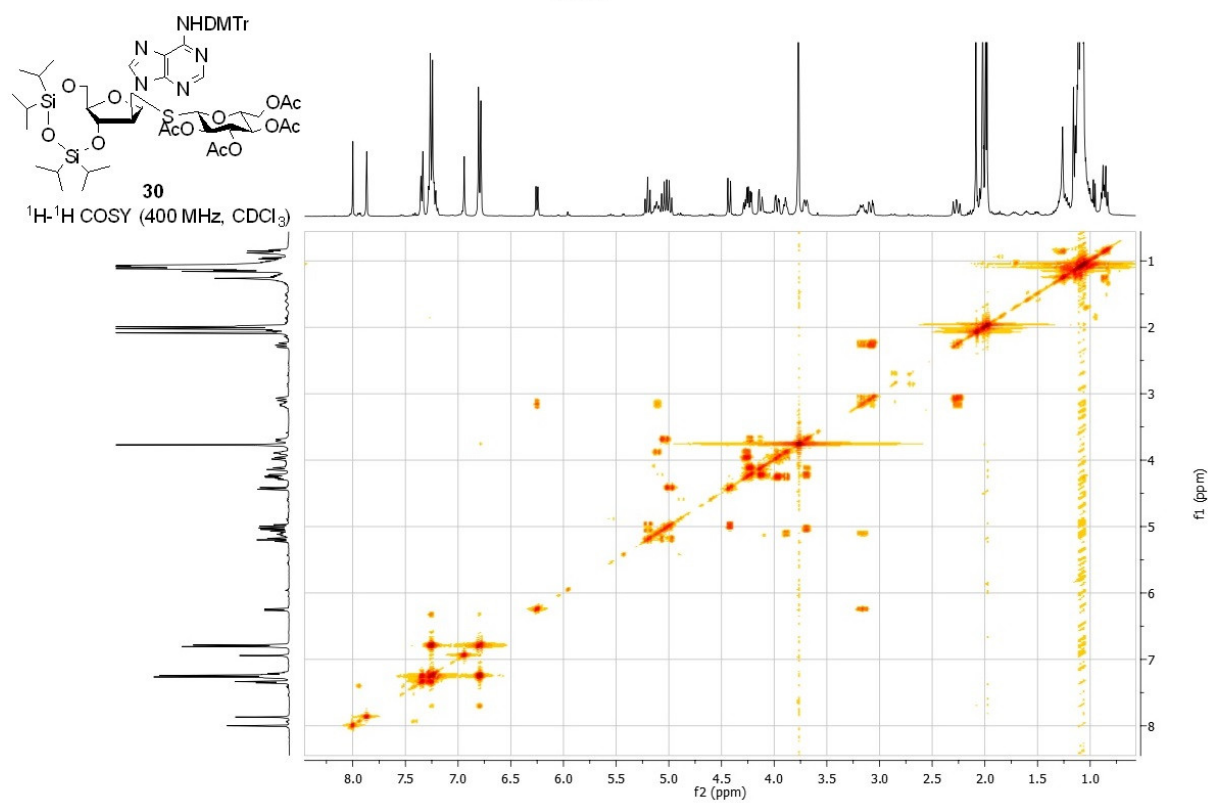 NHDMTr
N
N
N
N
O
O
Si
O
O
Si
S
O
OAc
AcO
OAc
AcO
30
¹H-¹H COSY (400 MHz, CDCl₃)
1
2
3
4
5
6
7
8
f1 (ppm)
8.0 7.5 7.0 6.5 6.0 5.5 5.0 4.5 4.0 3.5 3.0 2.5 2.0 1.5 1.0
f2 (ppm)